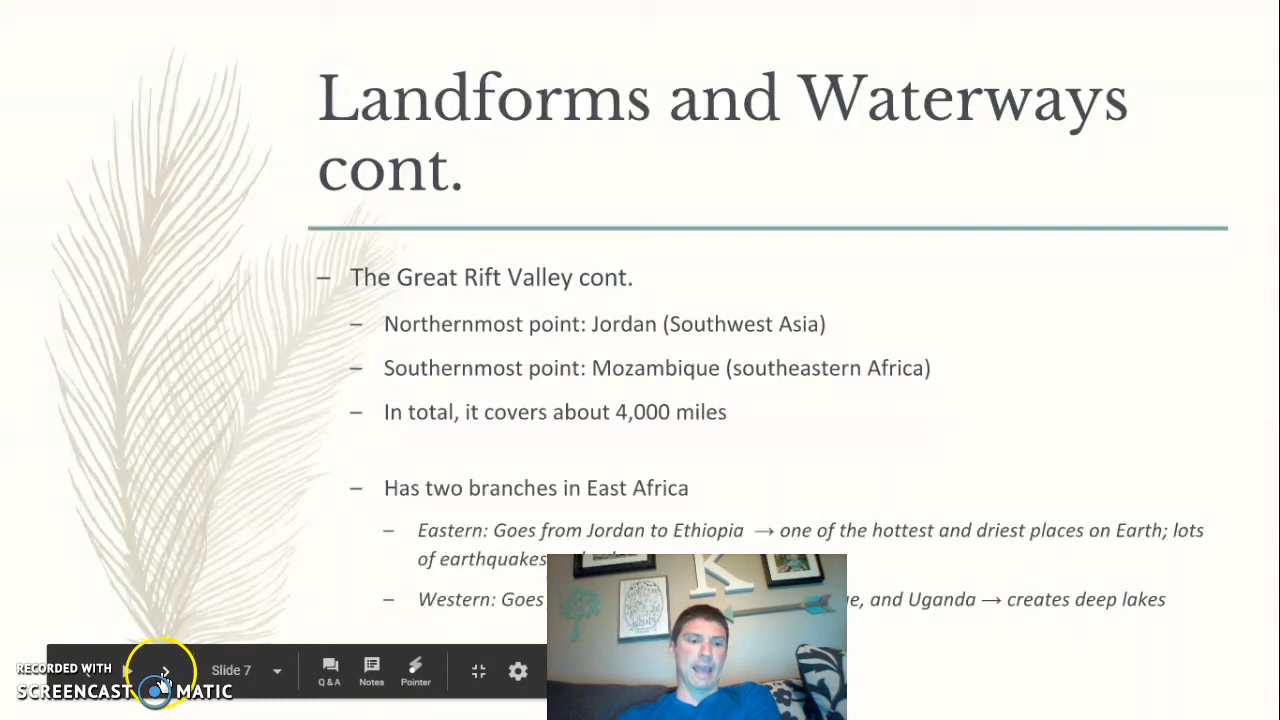 Landforms and Waterways
cont.
– The Great Rift Valley cont.
– Northernmost point: Jordan (Southwest Asia)
– Southernmost point: Mozambique (southeastern Africa)
– In total, it covers about 4,000 miles
– Has two branches in East Africa
– Eastern: Goes from Jordan to Ethiopia → one of the hottest and driest places on Earth; lots
of earthquakes
– Western: Goes and Uganda → creates deep lakes
K
RECORDED WITH
SCREENCAST MATIC
Slide 7
Q & A
Notes
Pointer